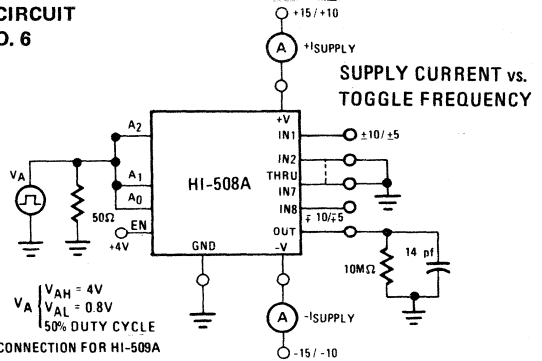 CIRCUIT
O. 6
+15/+10
A
+ISUPPLY
SUPPLY CURRENT vs.
TOGGLE FREQUENCY
+V
A2
IN1
±10/±5
IN2
VA
A1
HI-508A
THRU
IN7
A0
50Ω
IN8
∓10/∓5
EN
OUT
+4V
GND
-V
10MΩ
14 pf
VA
VAH = 4V
VAL = 0.8V
50% DUTY CYCLE
A
-ISUPPLY
CONNECTION FOR HI-509A
-15/-10